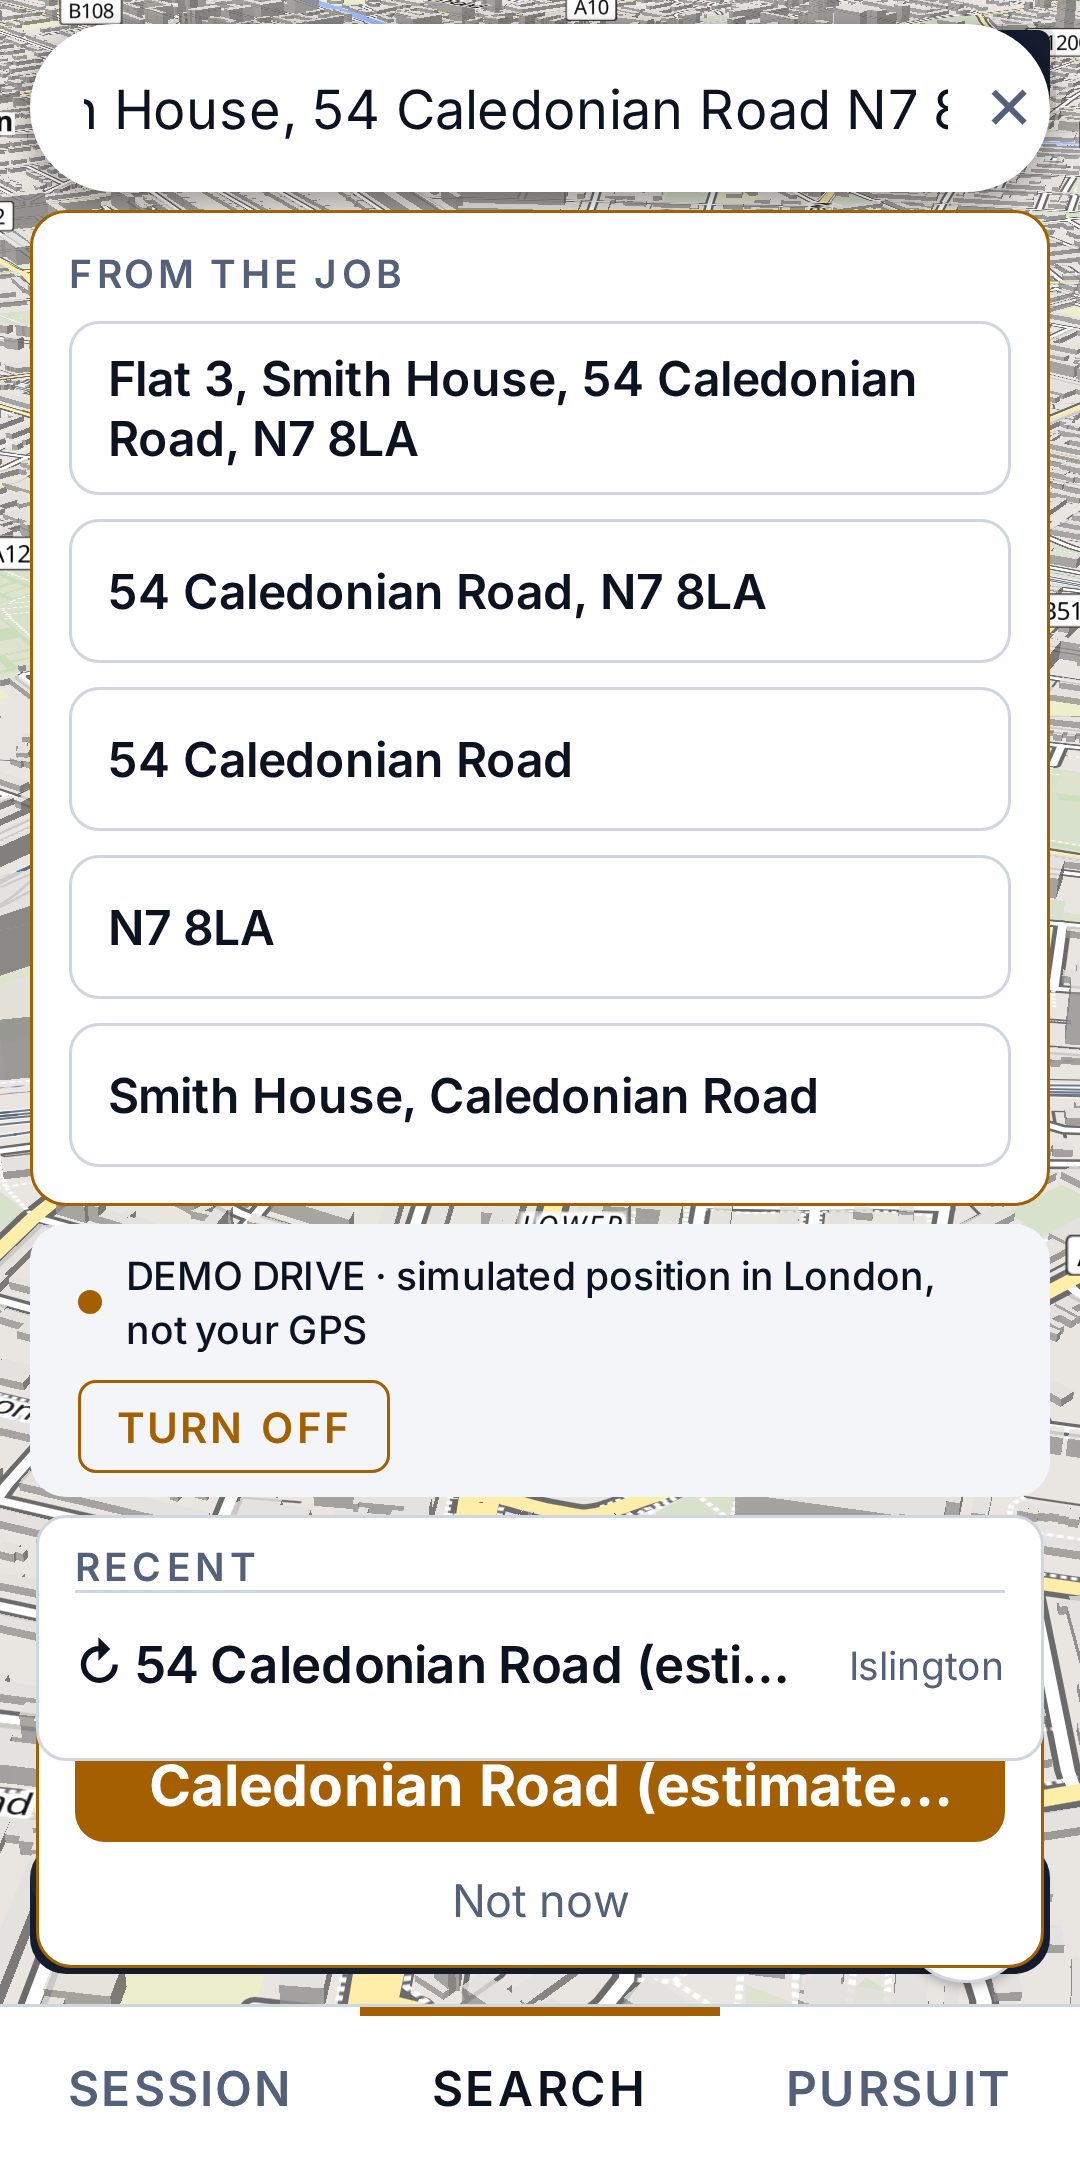 B108
A10
House, 54 Caledonian Road N7
FROM THE JOB
Flat 3, Smith House, 54 Caledonian
Road, N7 8LA
54 Caledonian Road, N7 8LA
54 Caledonian Road
N7 8LA
Smith House, Caledonian Road
LOWER
DEMO DRIVE · simulated position in London,
not your GPS
TURN OFF
RECENT
54 Caledonian Road (esti...
Islington
Caledonian Road (estimate...
Not now
SESSION
SEARCH
PURSUIT